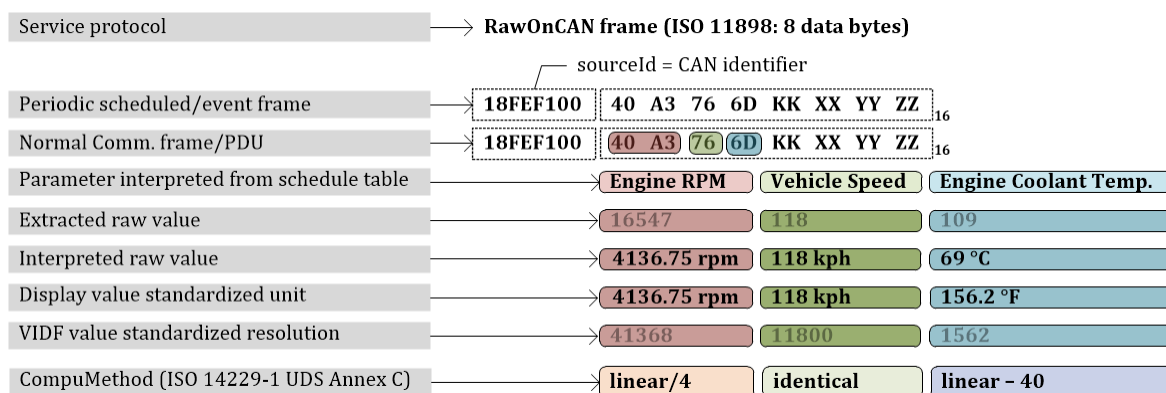 Service protocol RawOnCAN frame (ISO 11898: 8 data bytes)
sourceId = CAN identifier
Periodic scheduled/event frame 18FEF100 40 A3 76 6D KK XX YY ZZ 16
Normal Comm. frame/PDU 18FEF100 40 A3 76 6D KK XX YY ZZ 16
Parameter interpreted from schedule table Engine RPM Vehicle Speed Engine Coolant Temp.
Extracted raw value 16547 118 109
Interpreted raw value 4136.75 rpm 118 kph 69 °C
Display value standardized unit 4136.75 rpm 118 kph 156.2 °F
VIDF value standardized resolution 41368 11800 1562
CompuMethod (ISO 14229-1 UDS Annex C) linear/4 identical linear – 40